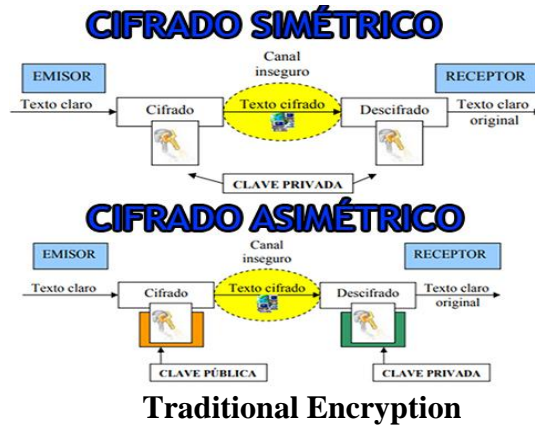 CIFRADO SIMÉTRICO
Canal
inseguro
EMISOR
RECEPTOR
Texto claro
Cifrado
Texto cifrado
Descifrado
Texto claro
original
CLAVE PRIVADA
CIFRADO ASIMÉTRICO
Canal
inseguro
EMISOR
RECEPTOR
Texto claro
Cifrado
Texto cifrado
Descifrado
Texto claro
original
CLAVE PÚBLICA
CLAVE PRIVADA
Traditional Encryption